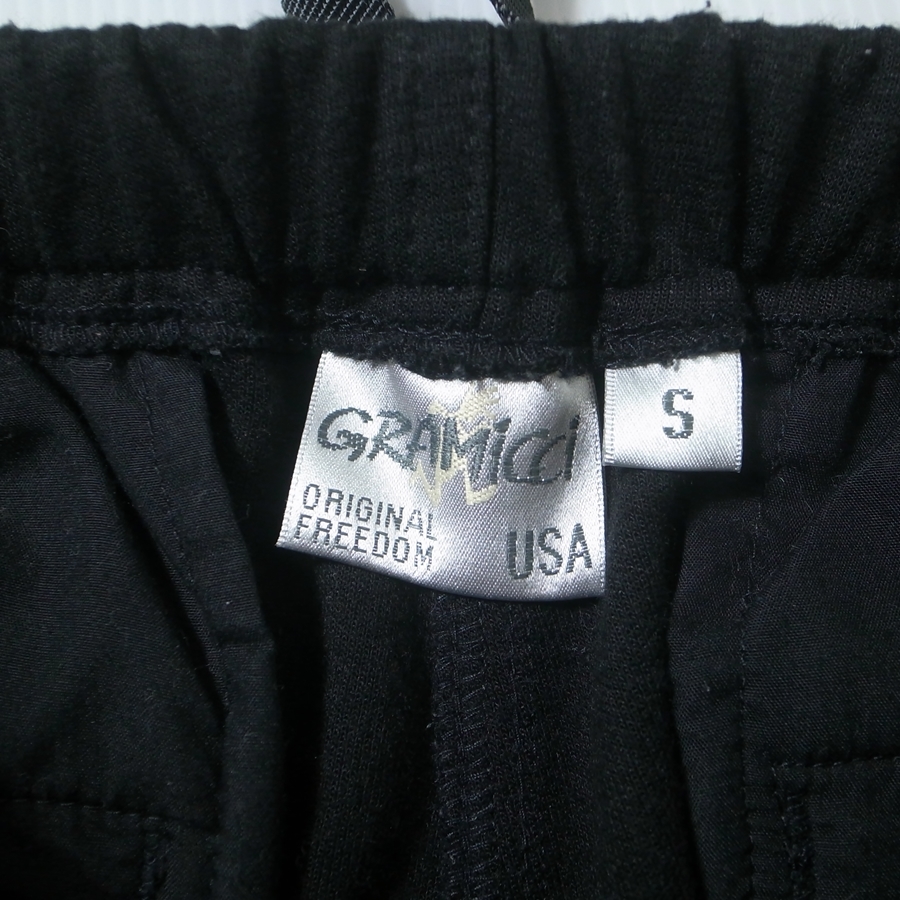 GRAMicci
ORIGINAL
FREEDOM
USA
S